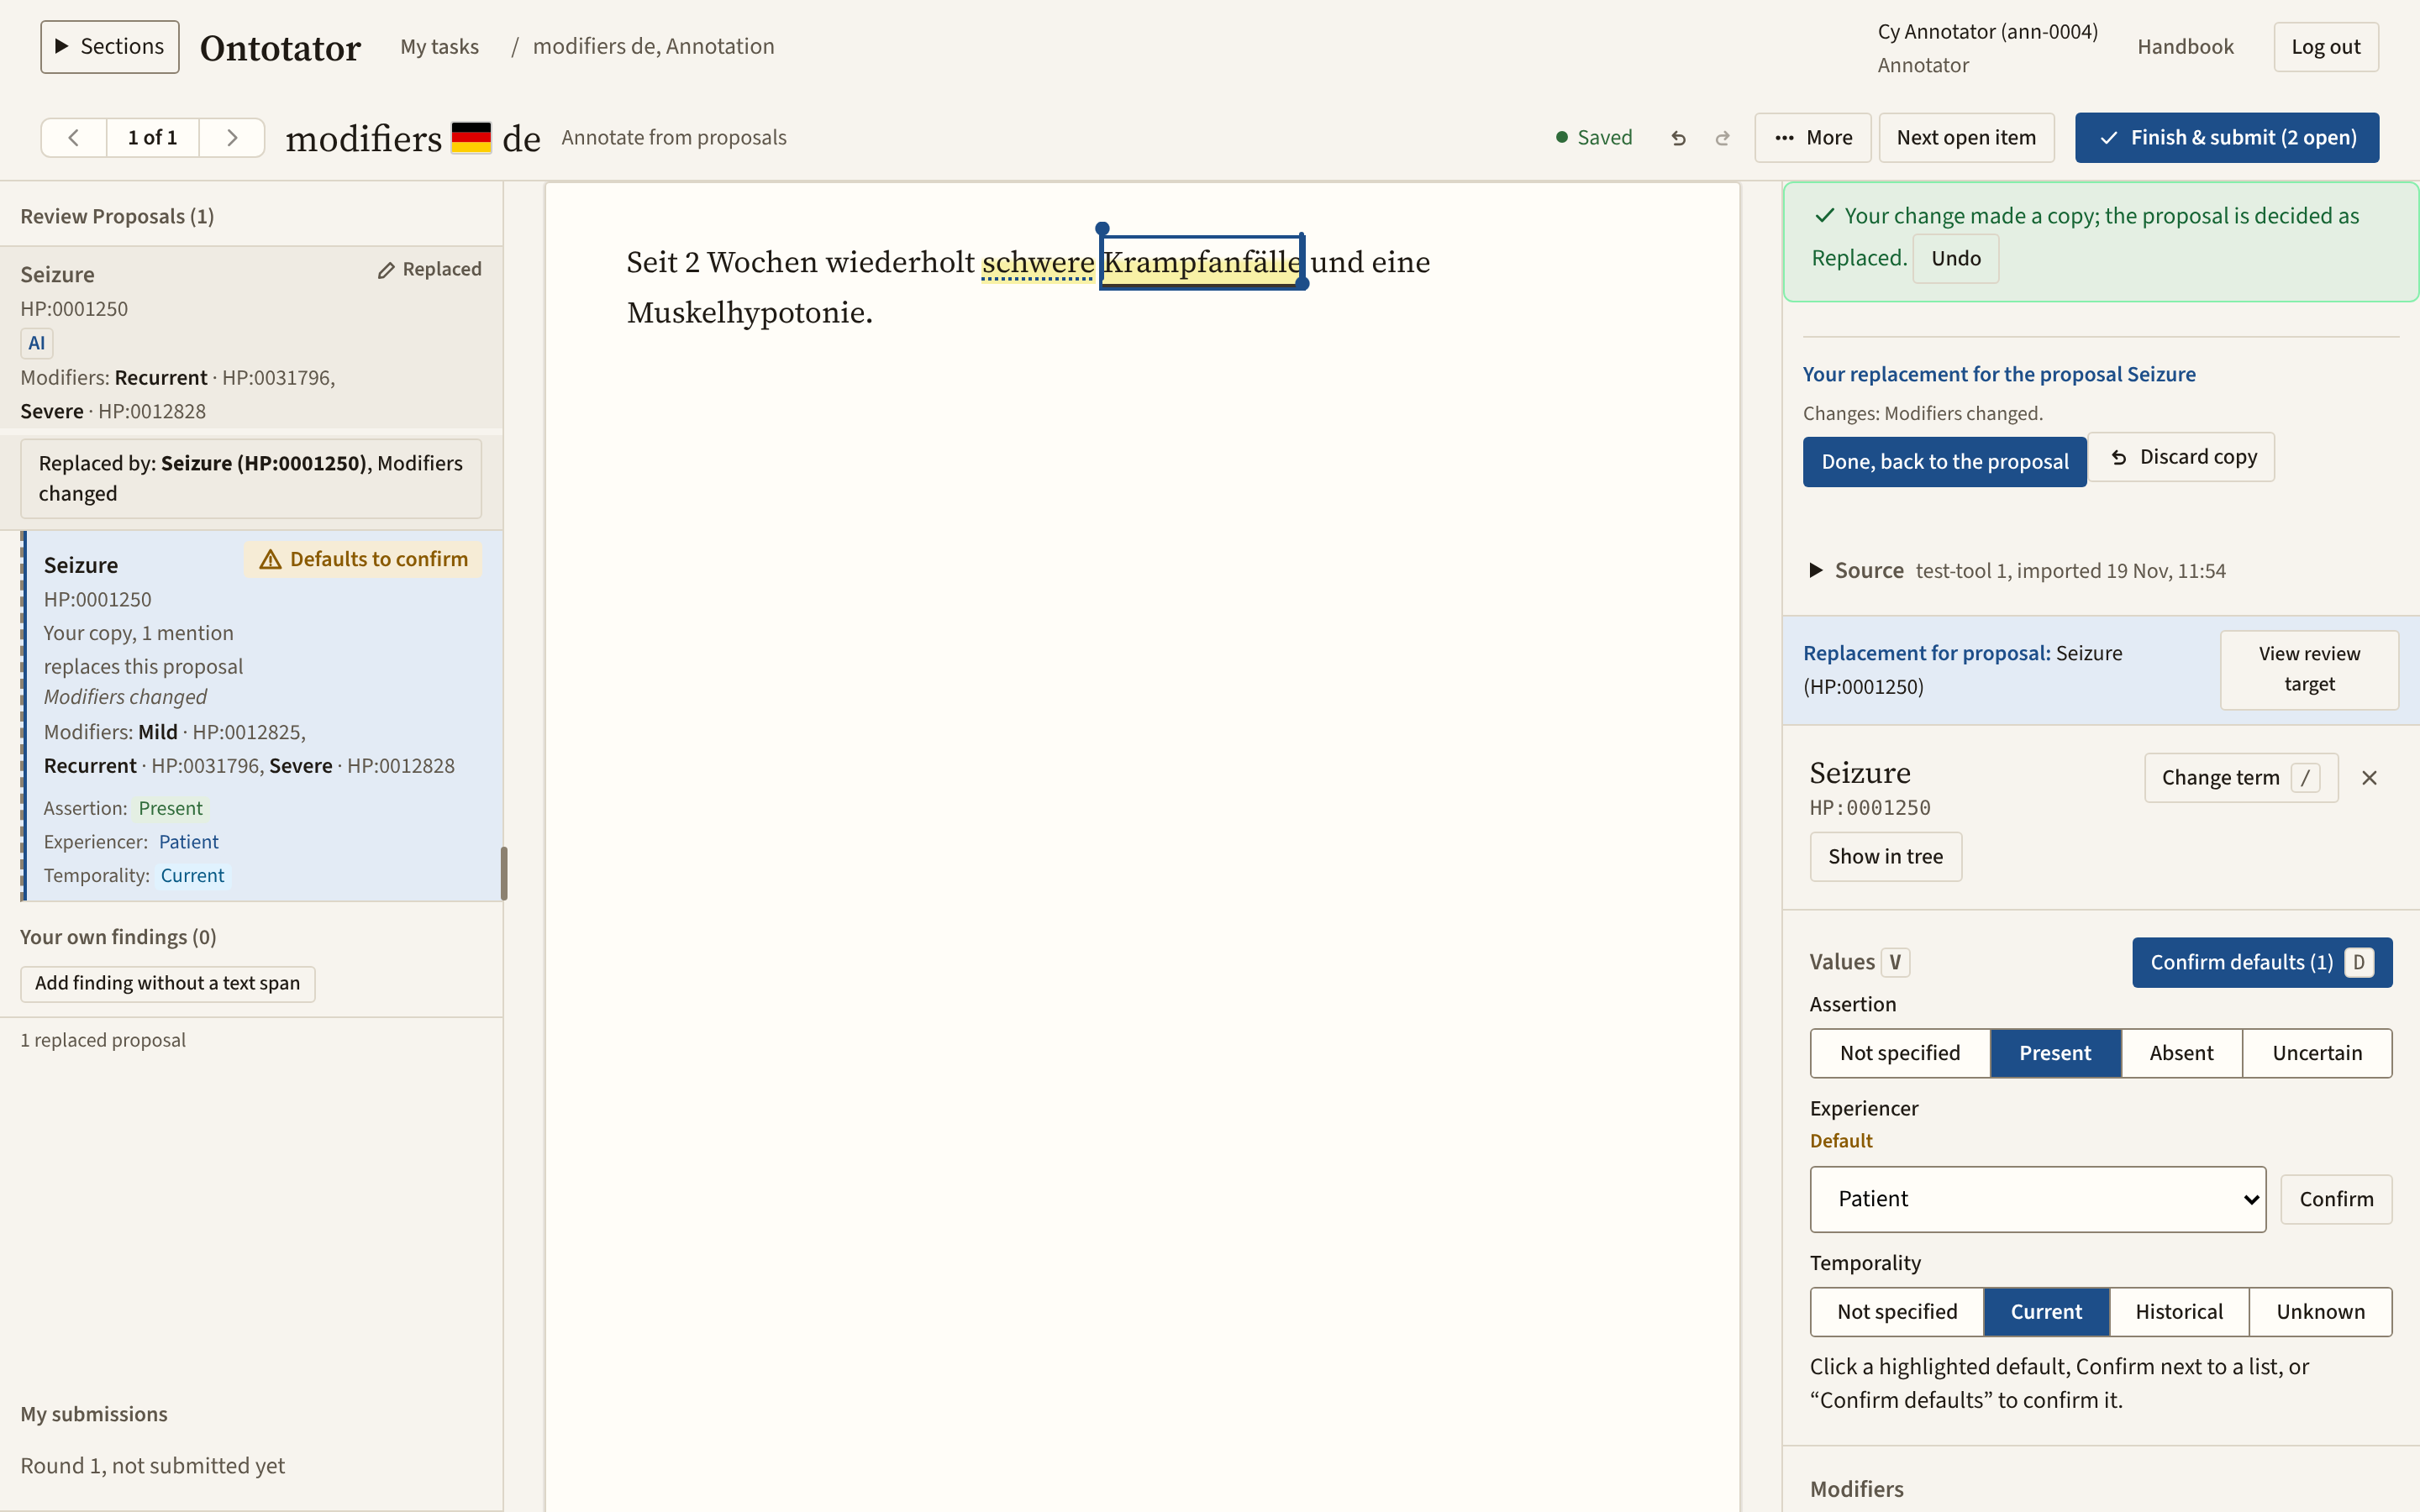 Sections
Ontotator
My tasks / modifiers de, Annotation
Cy Annotator (ann-0004)
Annotator
Handbook
Log out
1 of 1
modifiers de
Annotate from proposals
Saved
More
Next open item
Finish & submit (2 open)
Review Proposals (1)
Seizure
Replaced
HP:0001250
AI
Modifiers: Recurrent · HP:0031796,
Severe · HP:0012828
Replaced by: Seizure (HP:0001250), Modifiers
changed
Seizure
Defaults to confirm
HP:0001250
Your copy, 1 mention
replaces this proposal
Modifiers changed
Modifiers: Mild · HP:0012825,
Recurrent · HP:0031796, Severe · HP:0012828
Assertion: Present
Experiencer: Patient
Temporality: Current
Your own findings (0)
Add finding without a text span
1 replaced proposal
My submissions
Round 1, not submitted yet
Seit 2 Wochen wiederholt schwere Krampfanfälle und eine
Muskelhypotonie.
Your change made a copy; the proposal is decided as
Replaced. Undo
Your replacement for the proposal Seizure
Changes: Modifiers changed.
Done, back to the proposal
Discard copy
Source test-tool 1, imported 19 Nov, 11:54
Replacement for proposal: Seizure
(HP:0001250)
View review
target
Seizure
HP:0001250
Change term /
Show in tree
Values V
Confirm defaults (1) D
Assertion
Not specified Present Absent Uncertain
Experiencer
Default
Patient
Confirm
Temporality
Not specified Current Historical Unknown
Click a highlighted default, Confirm next to a list, or
“Confirm defaults” to confirm it.
Modifiers